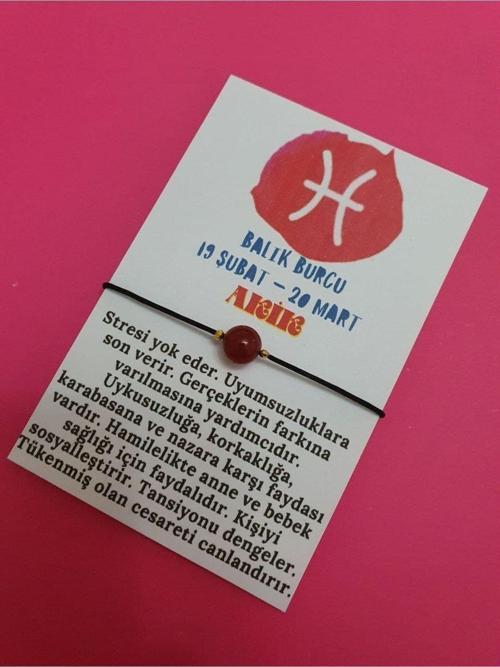 BALIK BURCU
19 ŞUBAT - 20 MART
AKİK
Stresi yok eder. Uyumsuzluklara
son verir. Gerçeklerin farkına
varılmasına yardımcıdır.
Uykusuzluğa, korkaklığa,
karabasana ve nazara karşı faydası
vardır. Hamilelikte anne ve bebek
sağlığı için faydalıdır. Kişiyi
sosyalleştirir. Tansiyonu dengeler.
Tükenmiş olan cesareti canlandırır.